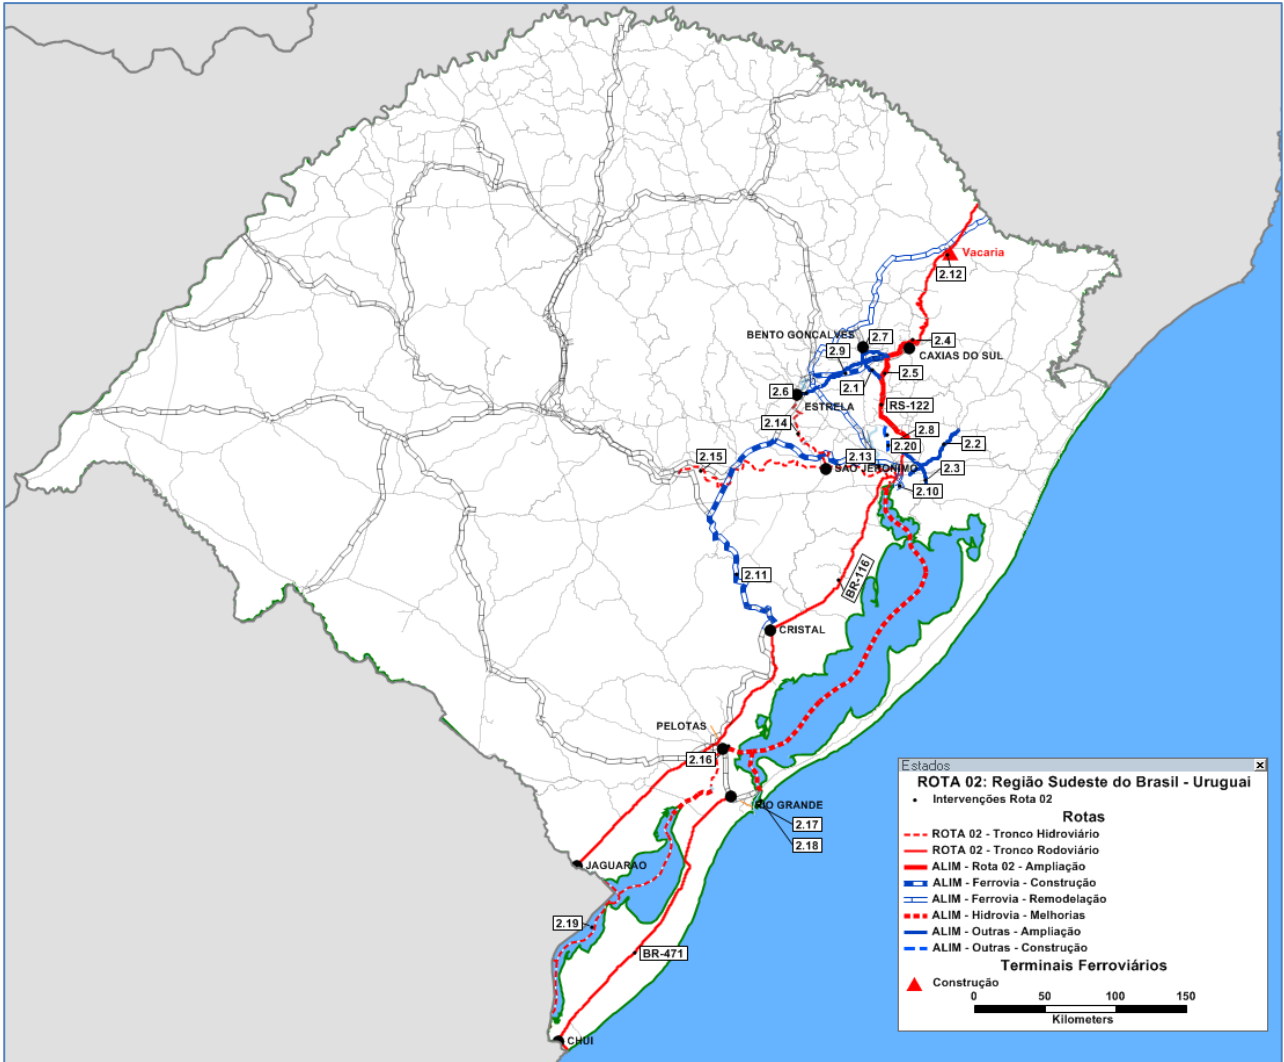 Vacaria
2.12
BENTO GONCALVES
2.7
2.4
2.9
CAXIAS DO SUL
2.5
2.1
2.6
ESTRELA
RS-122
2.14
2.8
2.2
2.20
2.13
2.15
SAO JERONIMO
2.3
2.10
2.11
BR-116
CRISTAL
PELOTAS
2.16
RIO GRANDE
2.17
2.18
JAGUARAO
2.19
BR-471
CHUI
Estados
ROTA 02: Região Sudeste do Brasil - Uruguai
Intervenções Rota 02
Rotas
ROTA 02 - Tronco Hidroviário
ROTA 02 - Tronco Rodoviário
ALIM - Rota 02 - Ampliação
ALIM - Ferrovia - Construção
ALIM - Ferrovia - Remodelação
ALIM - Hidrovia - Melhorias
ALIM - Outras - Ampliação
ALIM - Outras - Construção
Terminais Ferroviários
Construção
0 50 100 150
Kilometers